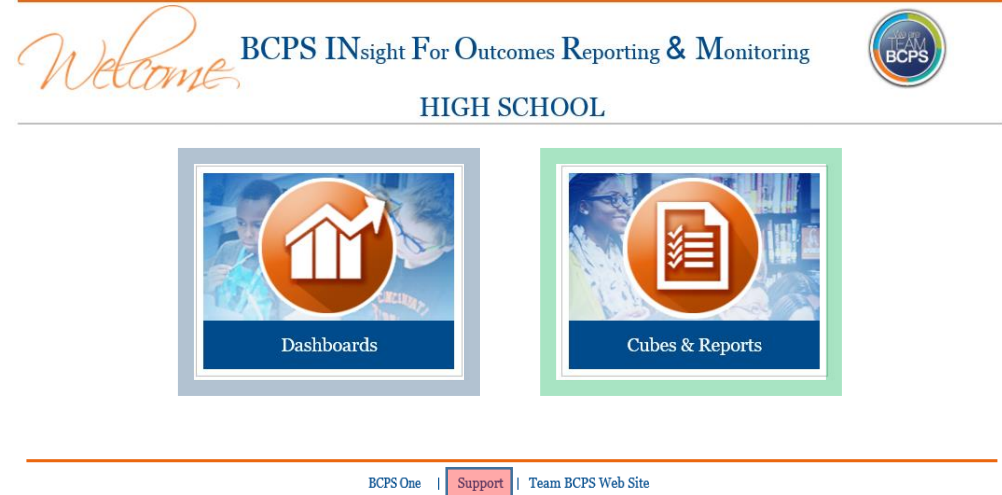 Welcome
BCPS INsight For Outcomes Reporting & Monitoring
HIGH SCHOOL
TEAM
BCPS
CINCINNATI
Dashboards
Cubes & Reports
BCPS One | Support | Team BCPS Web Site